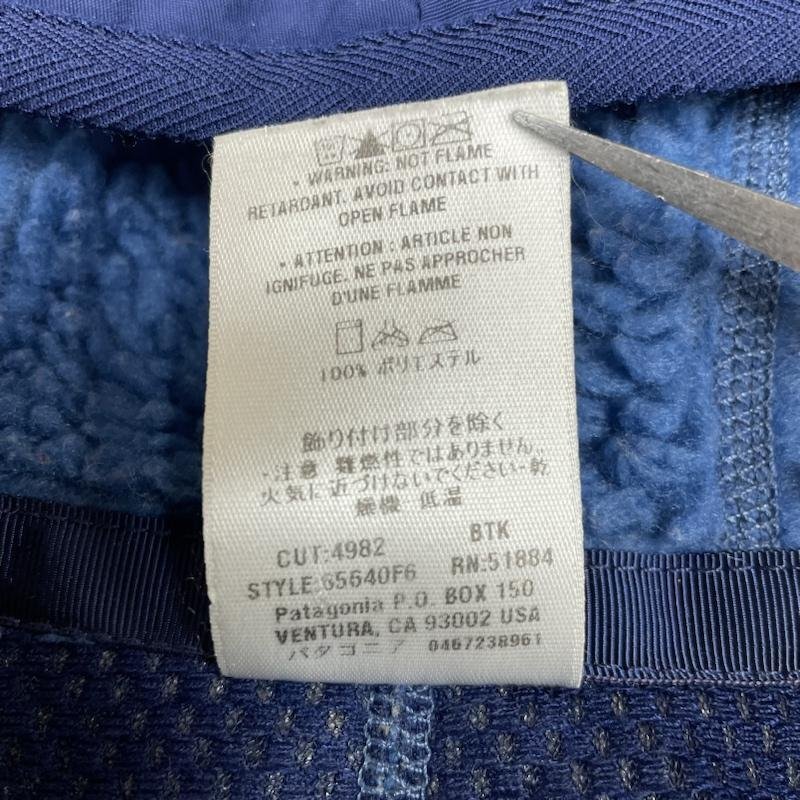 • WARNING: NOT FLAME
RETARDANT. AVOID CONTACT WITH
OPEN FLAME
• ATTENTION : ARTICLE NON
IGNIFUGE. NE PAS APPROCHER
D'UNE FLAMME
100% ポリエステル
飾り付け部分を除く
・注意 難燃性ではありません。
火気に近づけないでください・乾
燥機 低温
CUT:4982 BTK
STYLE:65640F6 RN:51884
Patagonia P.O. BOX 150
VENTURA, CA 93002 USA
パタゴニア 0467238961